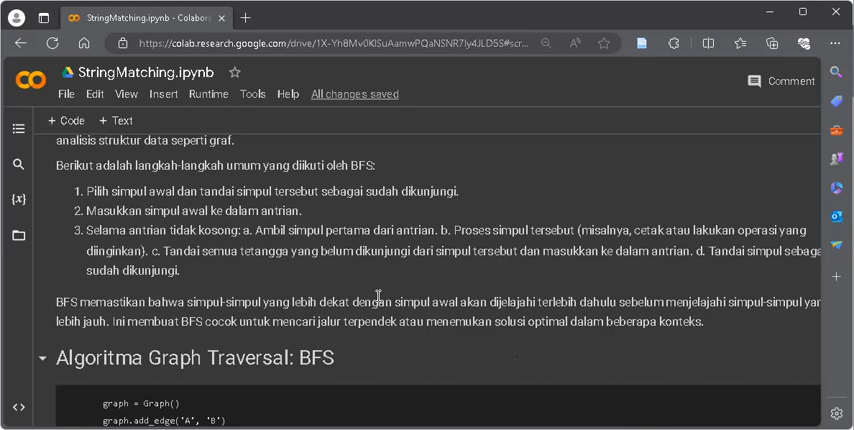 StringMatching.ipynb - Colabora
https://colab.research.google.com/drive/1X-Yh8Mv0KlSuAamwPQaNSNR7ly4JLD5S#scr...
StringMatching.ipynb
Comment
File Edit View Insert Runtime Tools Help All changes saved
+ Code + Text
analisis struktur data seperti graf.
Berikut adalah langkah-langkah umum yang diikuti oleh BFS:
1. Pilih simpul awal dan tandai simpul tersebut sebagai sudah dikunjungi.
2. Masukkan simpul awal ke dalam antrian.
3. Selama antrian tidak kosong: a. Ambil simpul pertama dari antrian. b. Proses simpul tersebut (misalnya, cetak atau lakukan operasi yang
diinginkan). c. Tandai semua tetangga yang belum dikunjungi dari simpul tersebut dan masukkan ke dalam antrian. d. Tandai simpul sebaga
sudah dikunjungi.
BFS memastikan bahwa simpul-simpul yang lebih dekat dengan simpul awal akan dijelajahi terlebih dahulu sebelum menjelajahi simpul-simpul yan
lebih jauh. Ini membuat BFS cocok untuk mencari jalur terpendek atau menemukan solusi optimal dalam beberapa konteks.
Algoritma Graph Traversal: BFS
graph = Graph()
graph.add_edge('A', 'B')